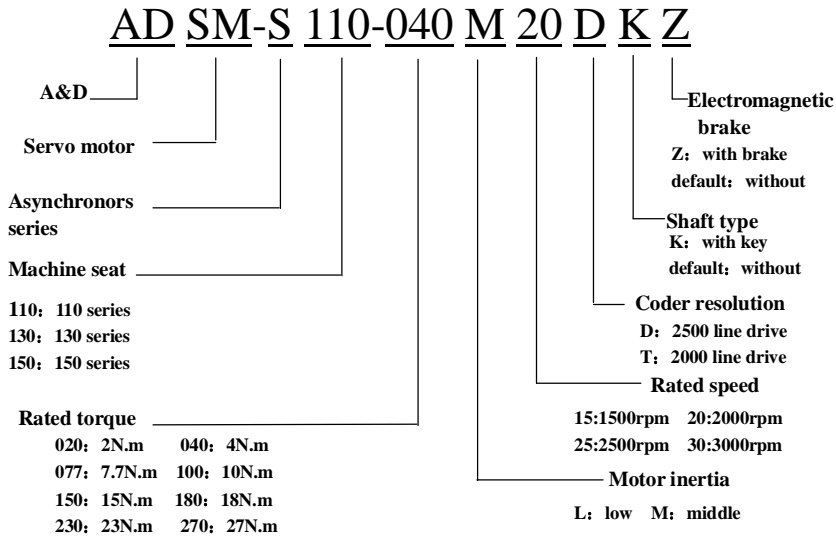 AD SM-S 110-040 M 20 D K Z
A&D
Servo motor
Asynchronors
series
Machine seat
110：110 series
130：130 series
150：150 series
Rated torque
020：2N.m 040：4N.m
077：7.7N.m 100：10N.m
150：15N.m 180：18N.m
230：23N.m 270：27N.m
Electromagnetic
brake
Z：with brake
default：without
Shaft type
K：with key
default：without
Coder resolution
D：2500 line drive
T：2000 line drive
Rated speed
15:1500rpm 20:2000rpm
25:2500rpm 30:3000rpm
Motor inertia
L：low M：middle